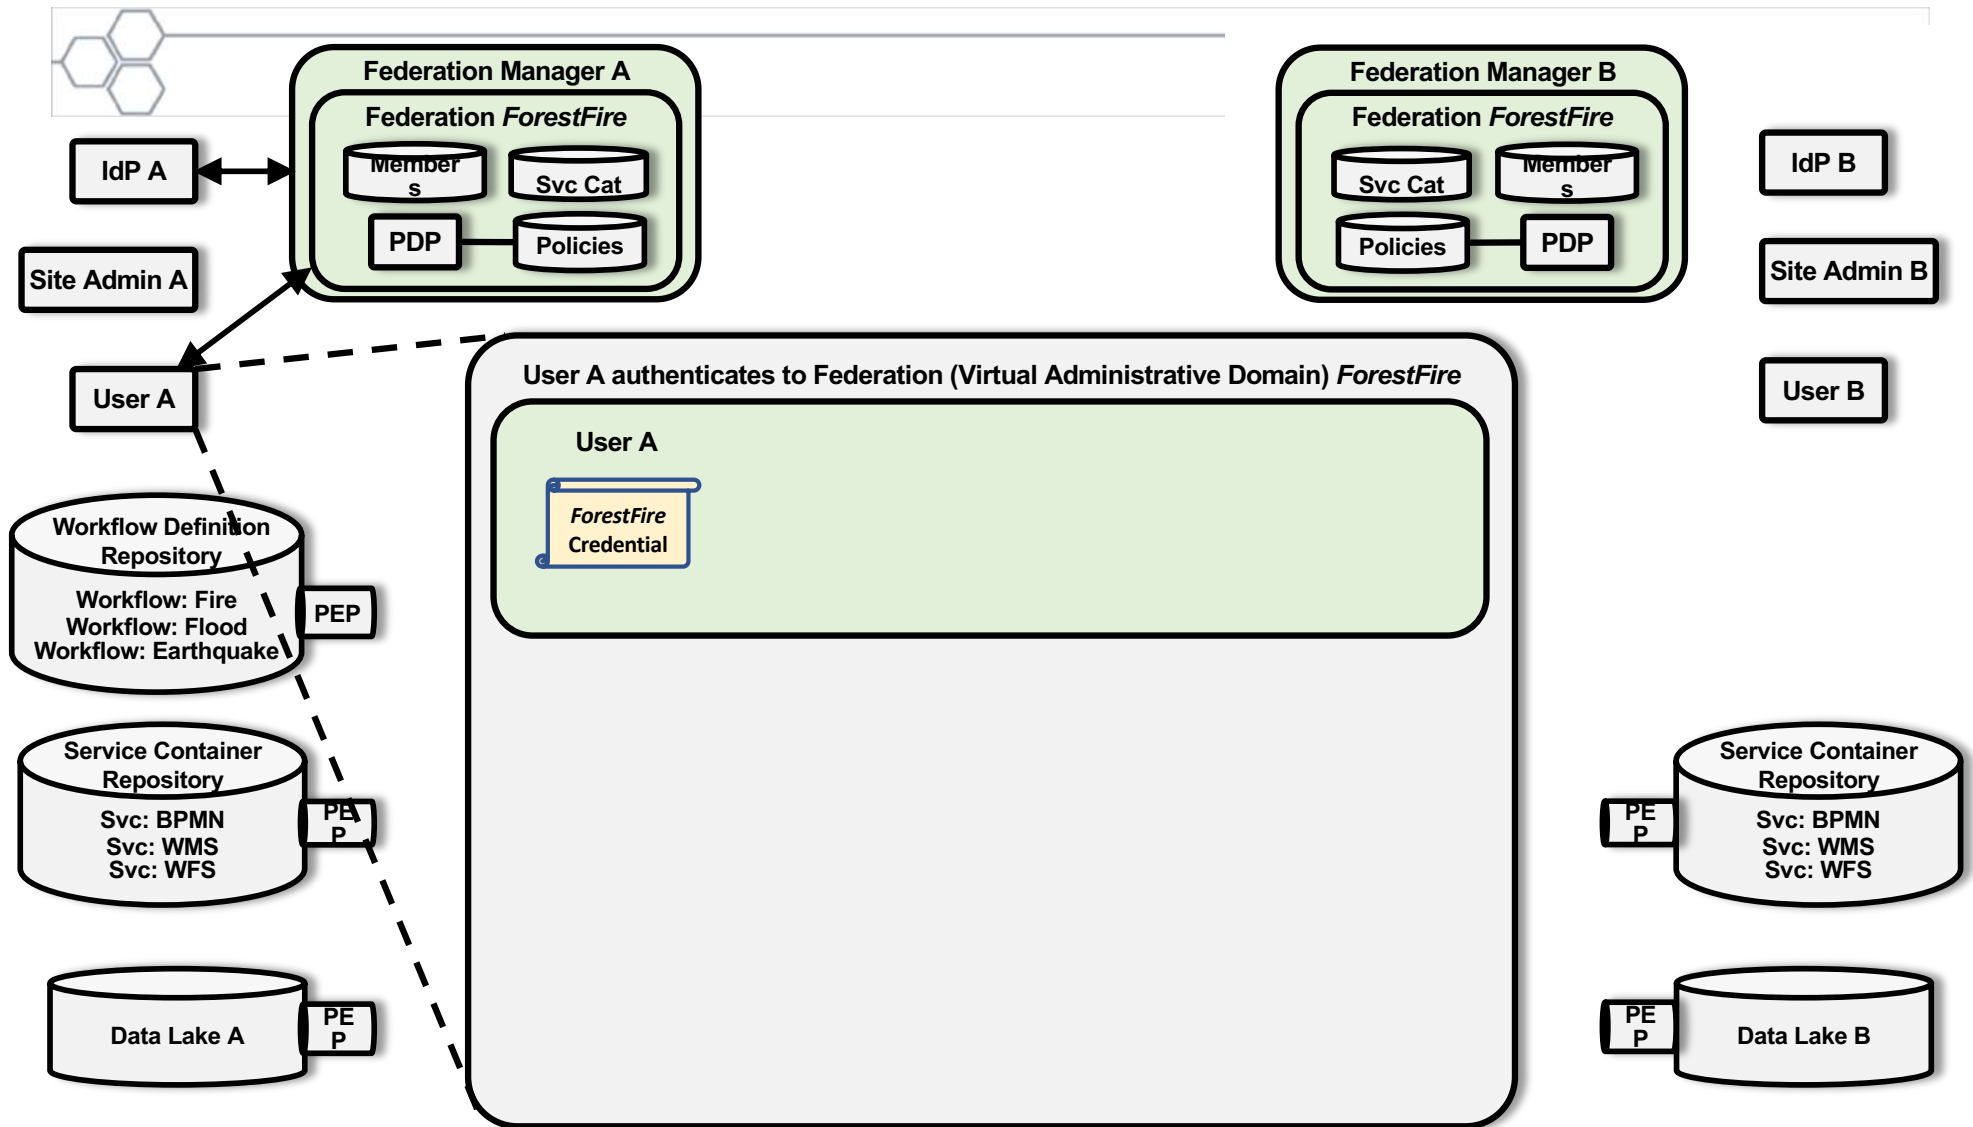 Federation Manager A
Federation ForestFire
Member
s
Svc Cat
PDP
Policies
Federation Manager B
Federation ForestFire
Svc Cat
Member
s
Policies
PDP
IdP A
Site Admin A
User A
IdP B
Site Admin B
User B
User A authenticates to Federation (Virtual Administrative Domain) ForestFire
User A
ForestFire
Credential
Workflow Definition
Repository
Workflow: Fire
Workflow: Flood
Workflow: Earthquake
PEP
Service Container
Repository
Svc: BPMN
Svc: WMS
Svc: WFS
PE
P
Data Lake A
PE
P
PE
P
Service Container
Repository
Svc: BPMN
Svc: WMS
Svc: WFS
PE
P
Data Lake B